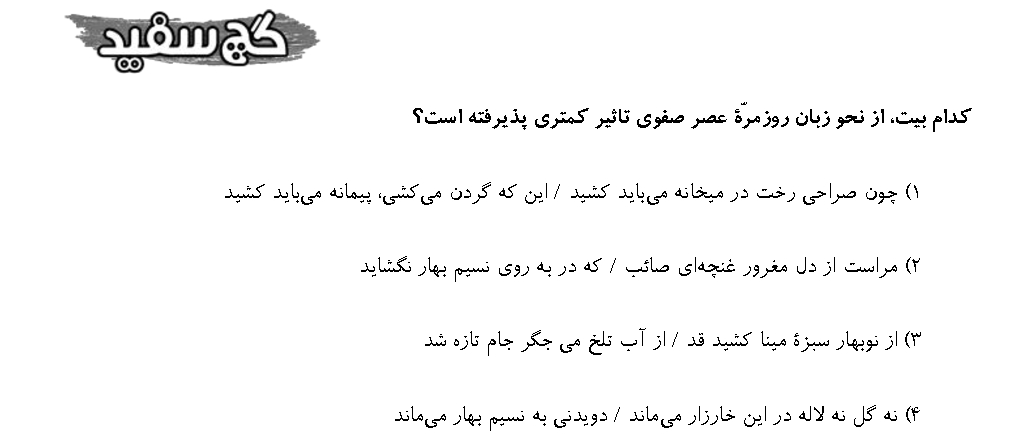 گچ سفید
کدام بیت، از نحو زبان روزمرّۀ عصر صفوی تاثیر کمتری پذیرفته است؟
۱) چون صراحی رخت در میخانه می‌باید کشید / این که گردن می‌کشی، پیمانه می‌باید کشید
۲) مراست از دل مغرور غنچه‌ای صائب / که در به روی نسیم بهار نگشاید
۳) از نوبهار سبزۀ مینا کشید قد / از آب تلخ می جگر جام تازه شد
۴) نه گل نه لاله در این خارزار می‌ماند / دویدنی به نسیم بهار می‌ماند